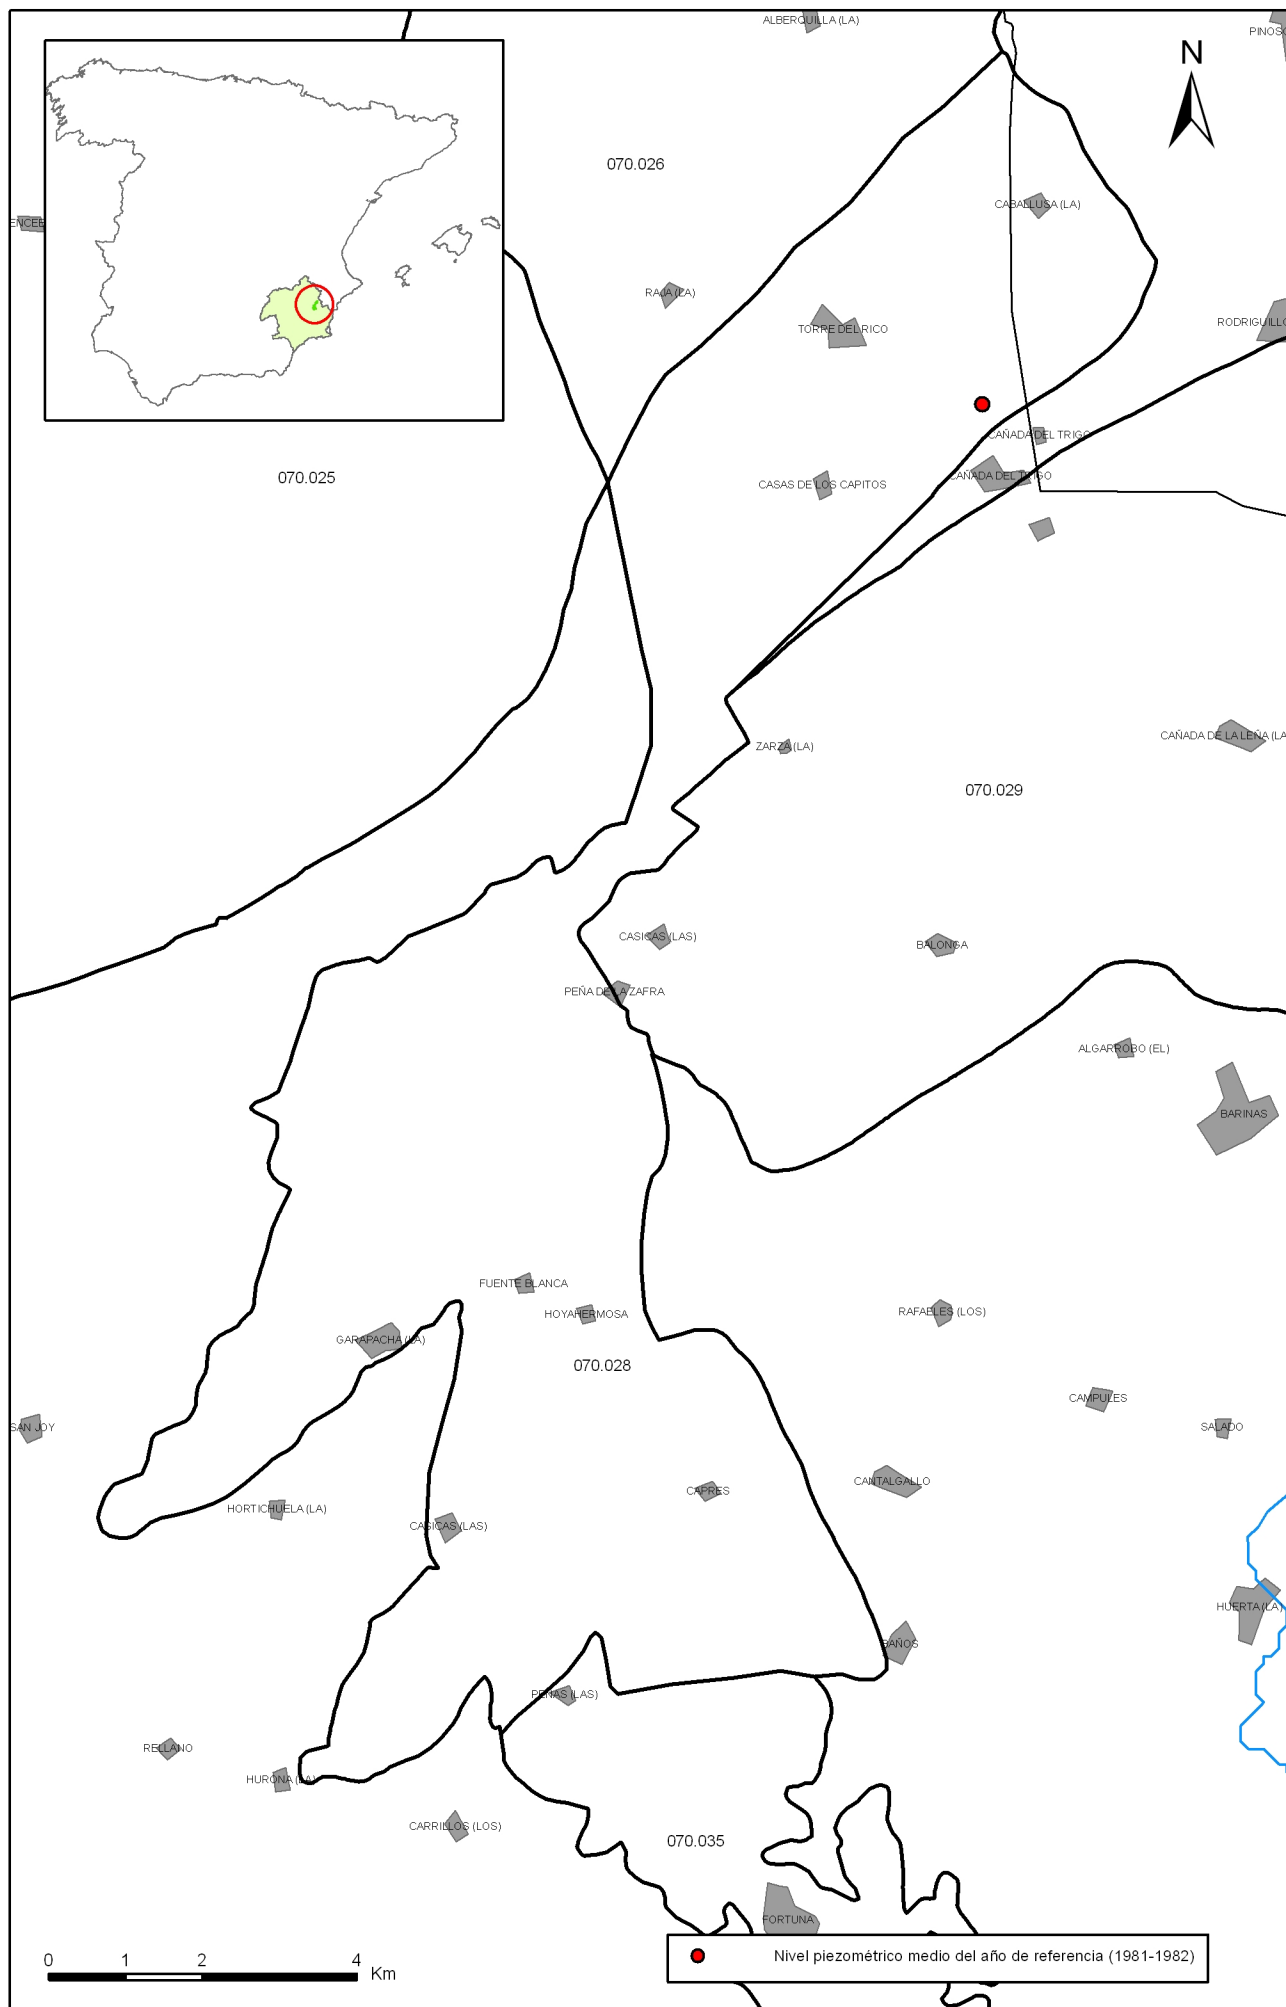 ALBERQUILLA (LA)
PINOSO
N
070.026
CABALLUSA (LA)
ENCEB
RAJA (LA)
TORRE DEL RICO
RODRIGUILLO
CAÑADA DEL TRIGO
070.025
CASAS DE LOS CAPITOS
CAÑADA DEL TRIGO
ZARZA (LA)
CAÑADA DE LA LEÑA (LA
070.029
CASICAS (LAS)
BALONGA
PEÑA DE LA ZAFRA
ALGARROBO (EL)
BARINAS
FUENTE BLANCA
HOYAHERMOSA
RAFAELES (LOS)
GARAPACHA (LA)
070.028
CAMPULES
SAN JOY
SALADO
CANTALGALLO
CAPRES
HORTICHUELA (LA)
CASICAS (LAS)
HUERTA (LA)
BAÑOS
PEÑAS (LAS)
RELLANO
HURONA (LA)
CARRILLOS (LOS)
070.035
FORTUNA
Nivel piezométrico medio del año de referencia (1981-1982)
0 1 2 4
Km